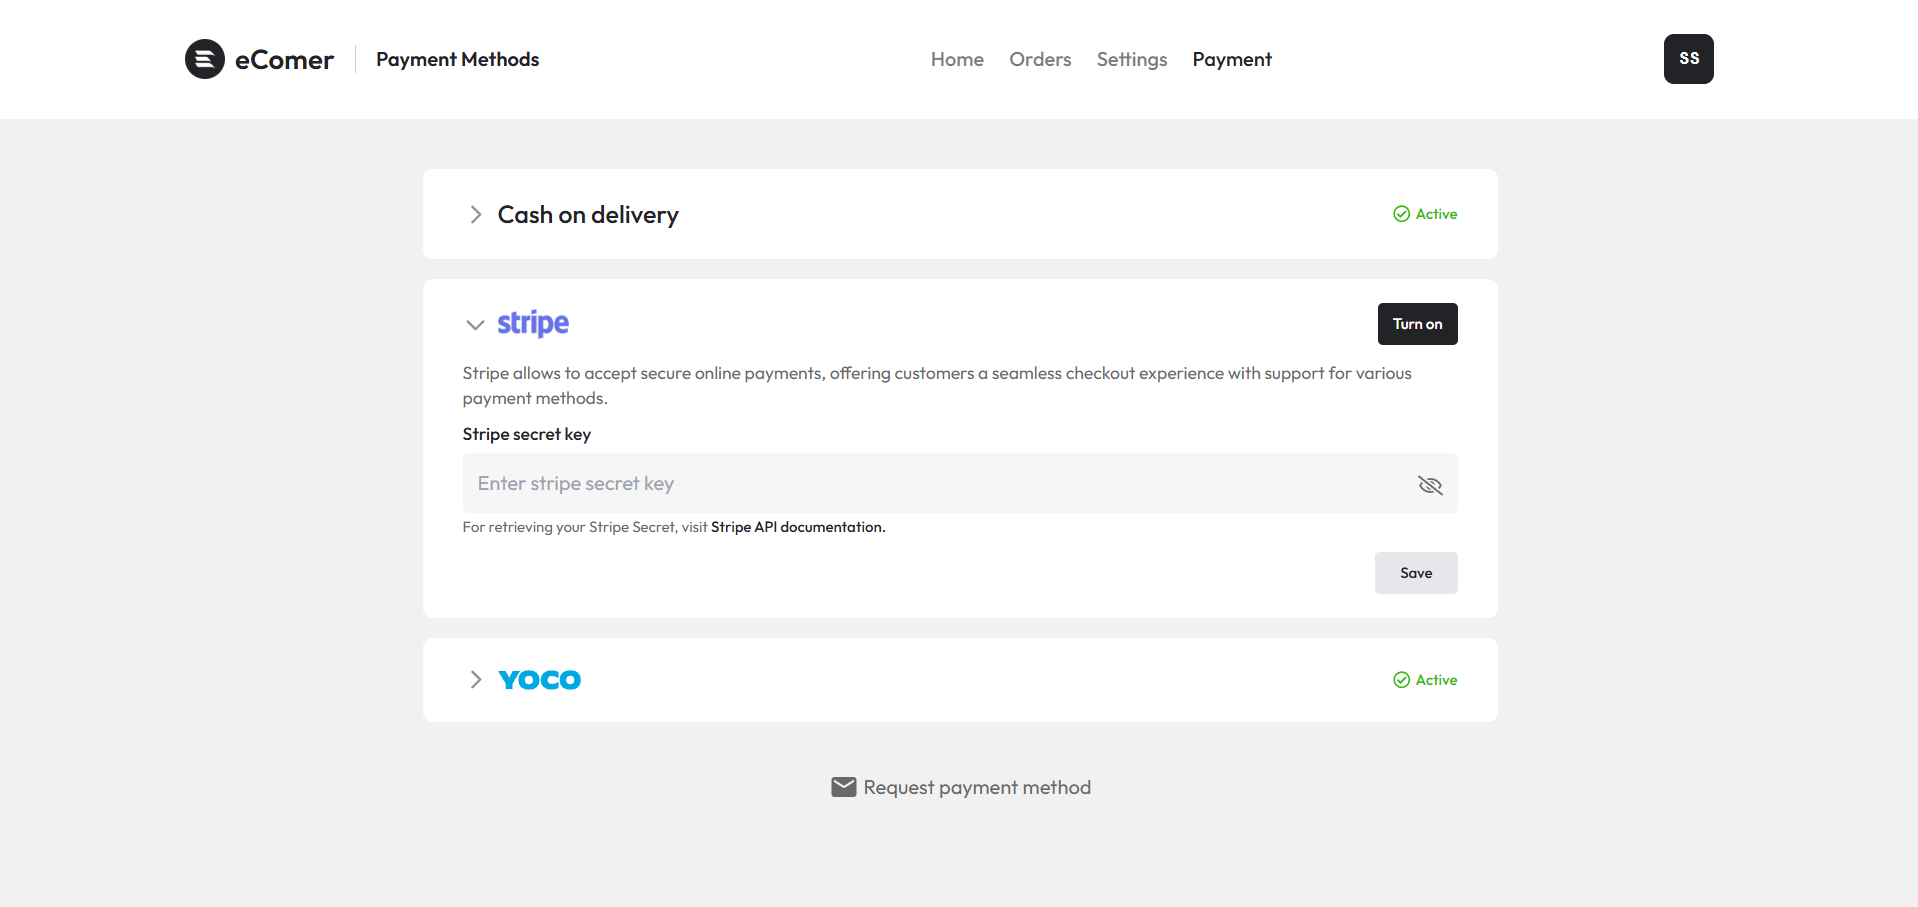 eComer
Payment Methods
Home
Orders
Settings
Payment
SS
Cash on delivery
Active
stripe
Turn on
Stripe allows to accept secure online payments, offering customers a seamless checkout experience with support for various
payment methods.
Stripe secret key
Enter stripe secret key
For retrieving your Stripe Secret, visit Stripe API documentation.
Save
YOCO
Active
Request payment method